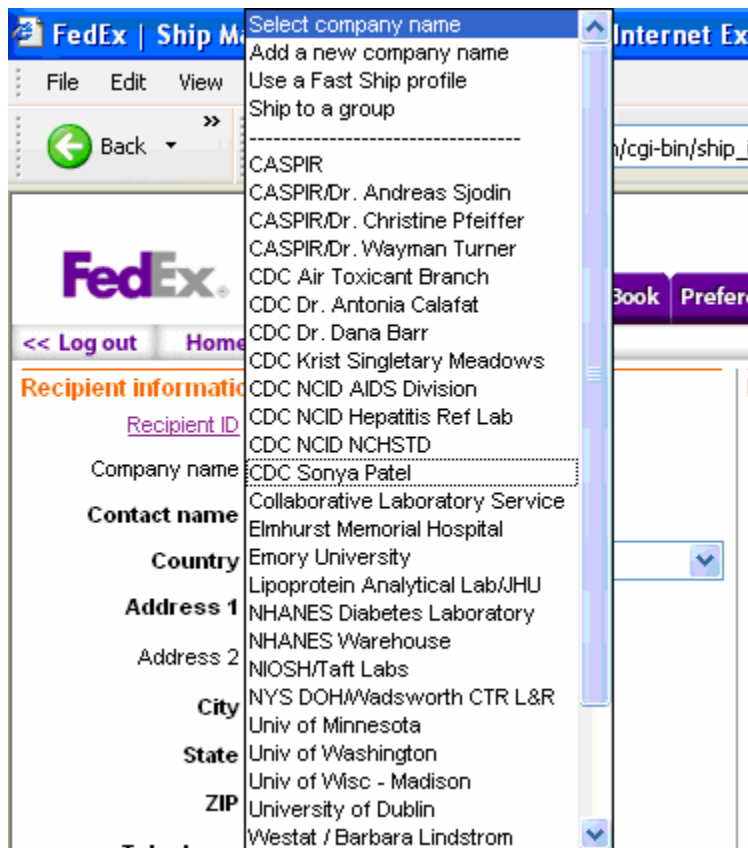 FedEx | Ship Ma
Internet Ex
File Edit View
Back
/cgi-bin/ship_i
FedEx
Book Prefer
<< Log out Home
Recipient informatio
Recipient ID
Company name
Contact name
Country
Address 1
Address 2
City
State
ZIP
Select company name
Add a new company name
Use a Fast Ship profile
Ship to a group
---------------------------------
CASPIR
CASPIR/Dr. Andreas Sjodin
CASPIR/Dr. Christine Pfeiffer
CASPIR/Dr. Wayman Turner
CDC Air Toxicant Branch
CDC Dr. Antonia Calafat
CDC Dr. Dana Barr
CDC Krist Singletary Meadows
CDC NCID AIDS Division
CDC NCID Hepatitis Ref Lab
CDC NCID NCHSTD
CDC Sonya Patel
Collaborative Laboratory Service
Elmhurst Memorial Hospital
Emory University
Lipoprotein Analytical Lab/JHU
NHANES Diabetes Laboratory
NHANES Warehouse
NIOSH/Taft Labs
NYS DOH/Wadsworth CTR L&R
Univ of Minnesota
Univ of Washington
Univ of Wisc - Madison
University of Dublin
Westat / Barbara Lindstrom